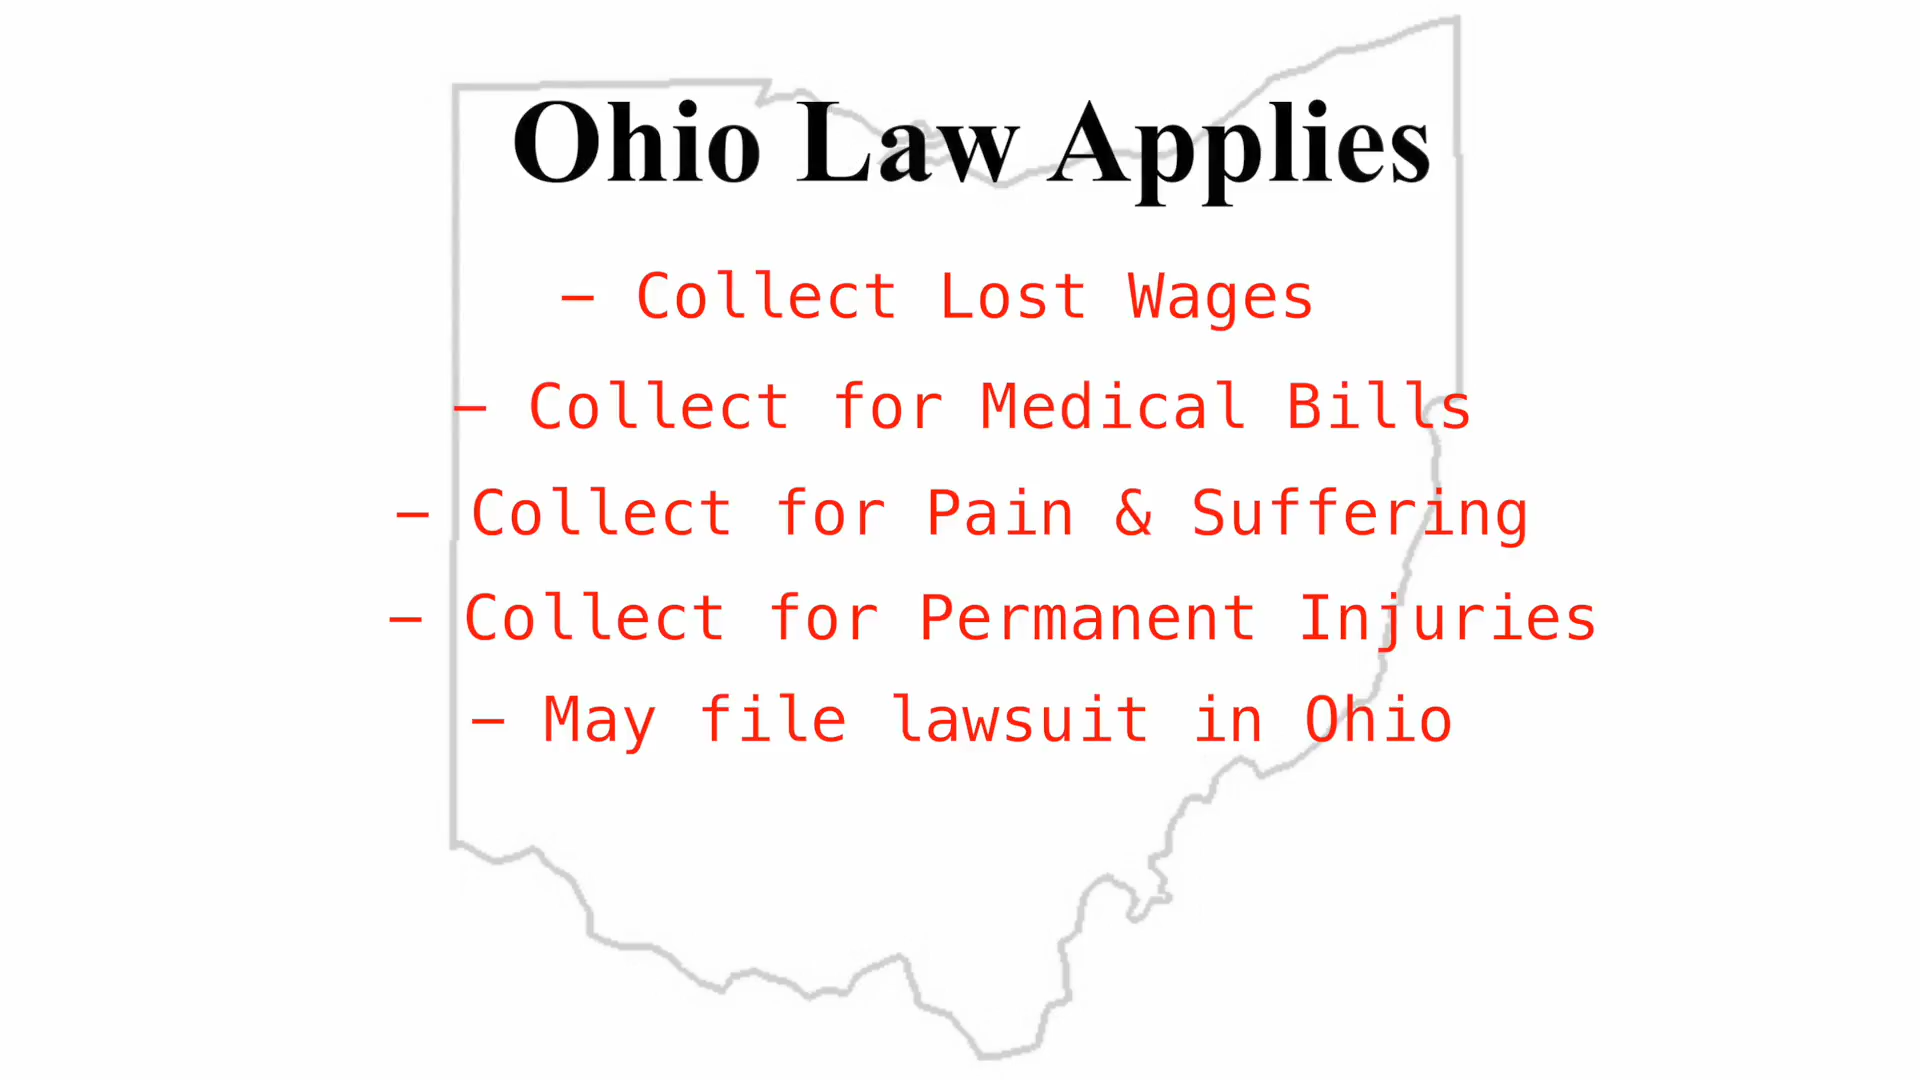 Ohio Law Applies
– Collect Lost Wages
– Collect for Medical Bills
– Collect for Pain & Suffering
– Collect for Permanent Injuries
– May file lawsuit in Ohio